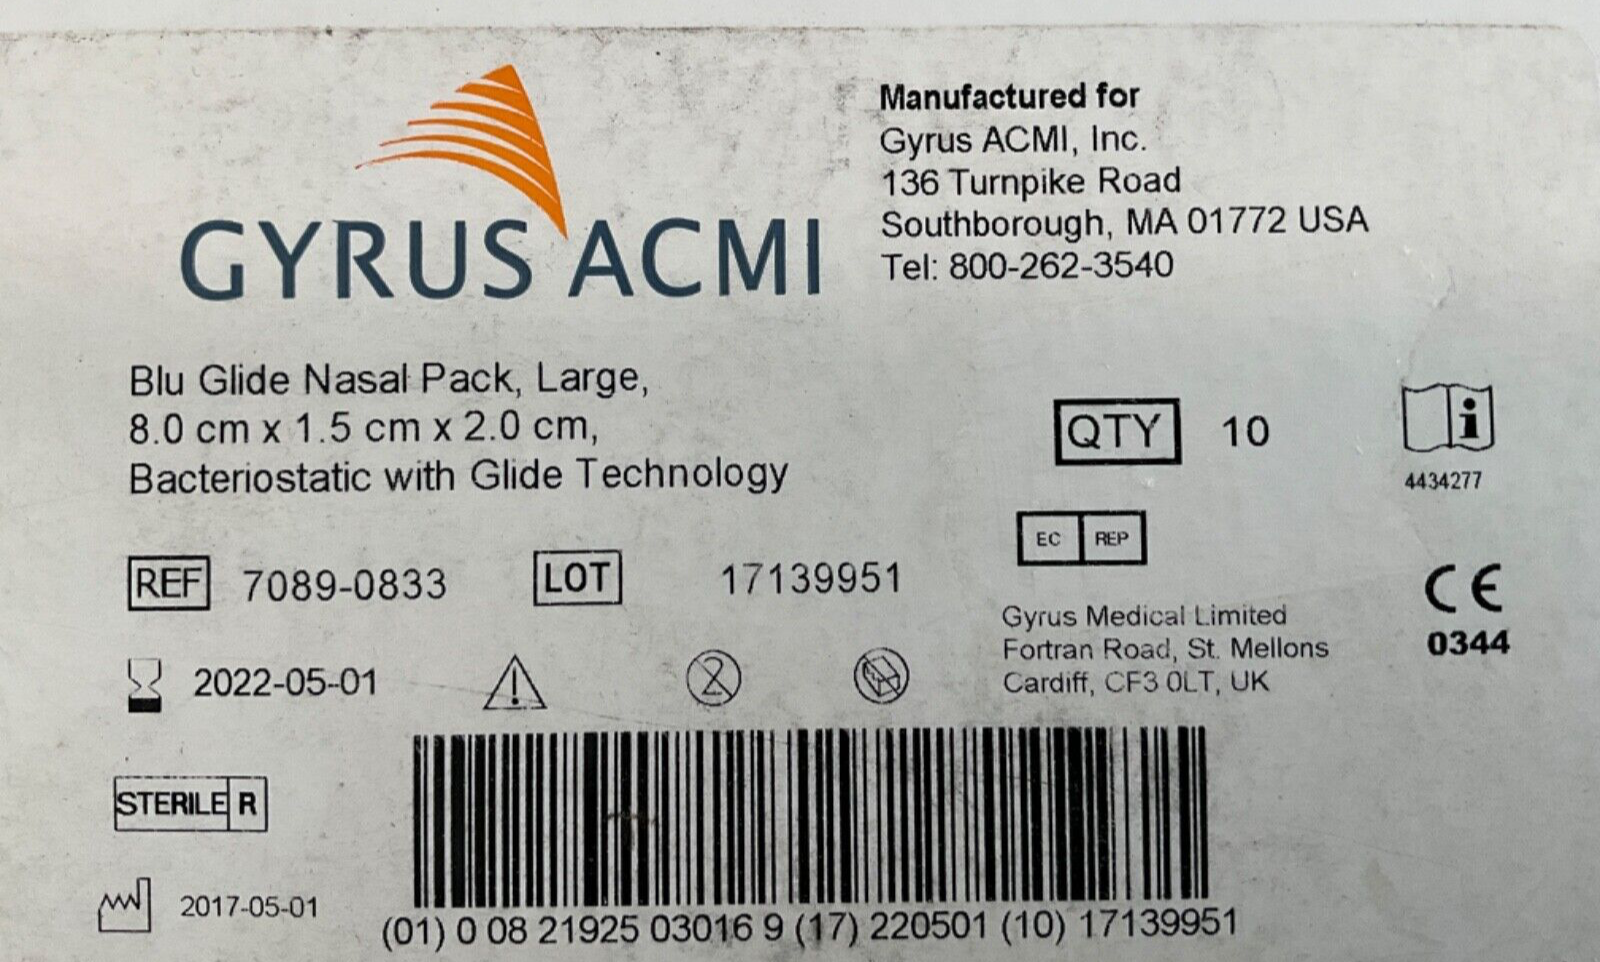 GYRUS ACMI
Manufactured for
Gyrus ACMI, Inc.
136 Turnpike Road
Southborough, MA 01772 USA
Tel: 800-262-3540
Blu Glide Nasal Pack, Large,
8.0 cm x 1.5 cm x 2.0 cm,
Bacteriostatic with Glide Technology
QTY 10
i
4434277
REF 7089-0833
LOT 17139951
EC REP
Gyrus Medical Limited
Fortran Road, St. Mellons
Cardiff, CF3 0LT, UK
CE
0344
2022-05-01
!
2
STERILE R
2017-05-01
(01) 0 08 21925 03016 9 (17) 220501 (10) 17139951